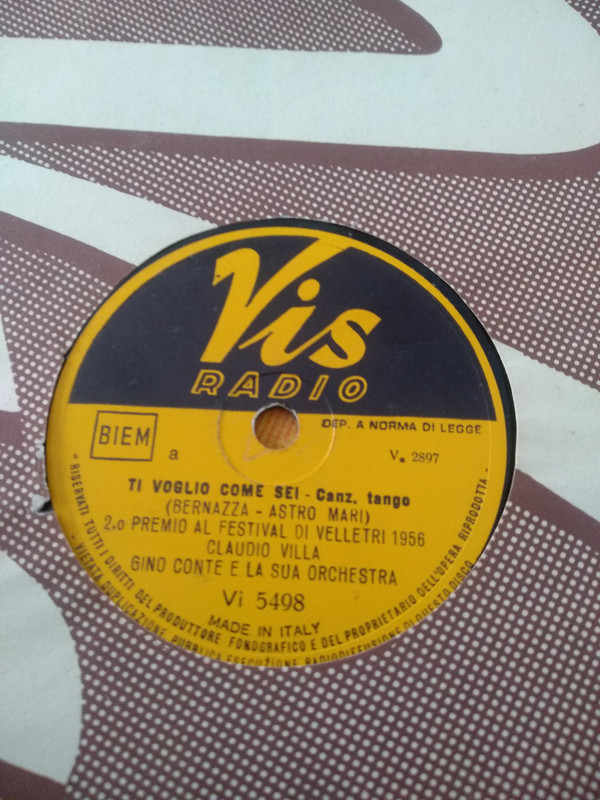 Vis
RADIO
DEP. A NORMA DI LEGGE
BIEM
a
V. 2897
TI VOGLIO COME SEI - Canz. tango
(BERNAZZA - ASTRO MARI)
2.o PREMIO AL FESTIVAL DI VELLETRI 1956
CLAUDIO VILLA
GINO CONTE E LA SUA ORCHESTRA
Vi 5498
MADE IN ITALY
- RISERVATI TUTTI I DIRITTI DEL PRODUTTORE FONOGRAFICO E DEL PROPRIETARIO DELL'OPERA RIPRODOTTA -
- VIETATA DUPLICAZIONE PUBBLICA ESECUZIONE RADIODIFFUSIONE DI QUESTO DISCO